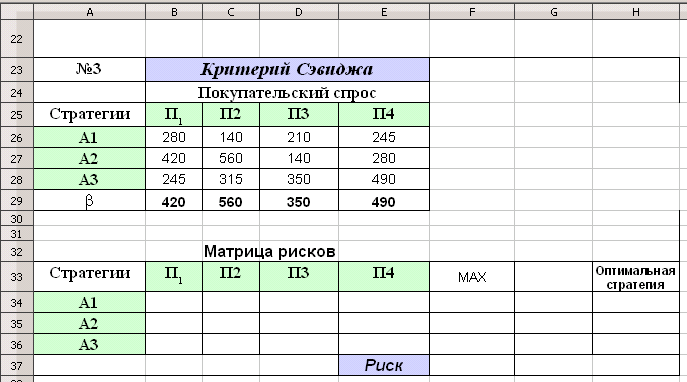 A B C D E F G H
22
23 №3 Критерий Сэвиджа
24 Покупательский спрос
25 Стратегии П1 П2 П3 П4
26 А1 280 140 210 245
27 А2 420 560 140 280
28 А3 245 315 350 490
29 β 420 560 350 490
30
31
32 Матрица рисков
33 Стратегии П1 П2 П3 П4 MAX Оптимальная
стратегия
34 А1
35 А2
36 А3
37 Риск